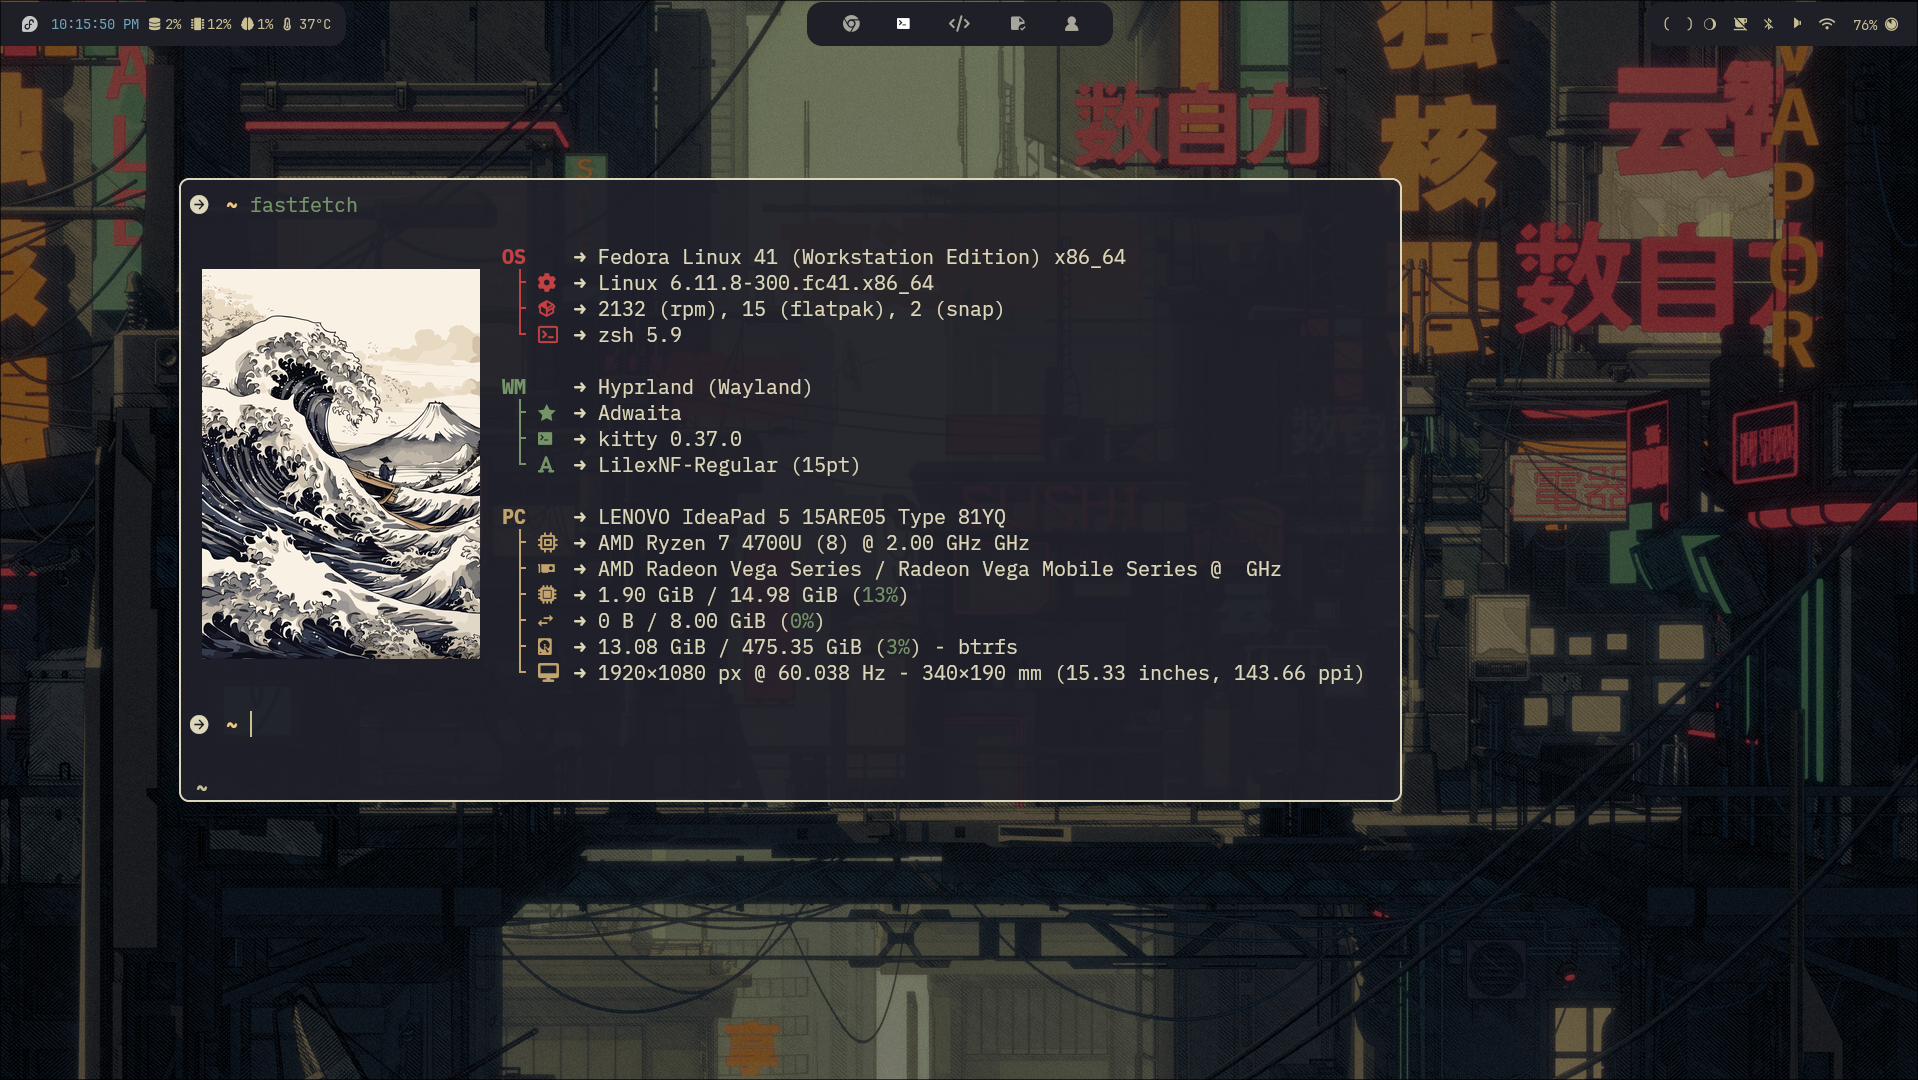 10:15:50 PM 2% 12% 1% 37°C
76%
ALE
S
数自力
独
核
云
VAPOR
数自力
~ fastfetch
OS → Fedora Linux 41 (Workstation Edition) x86_64
→ Linux 6.11.8-300.fc41.x86_64
→ 2132 (rpm), 15 (flatpak), 2 (snap)
→ zsh 5.9
WM → Hyprland (Wayland)
→ Adwaita
→ kitty 0.37.0
→ LilexNF-Regular (15pt)
PC → LENOVO IdeaPad 5 15ARE05 Type 81YQ
→ AMD Ryzen 7 4700U (8) @ 2.00 GHz GHz
→ AMD Radeon Vega Series / Radeon Vega Mobile Series @ GHz
→ 1.90 GiB / 14.98 GiB (13%)
→ 0 B / 8.00 GiB (0%)
→ 13.08 GiB / 475.35 GiB (3%) - btrfs
→ 1920×1080 px @ 60.038 Hz - 340×190 mm (15.33 inches, 143.66 ppi)
~
~